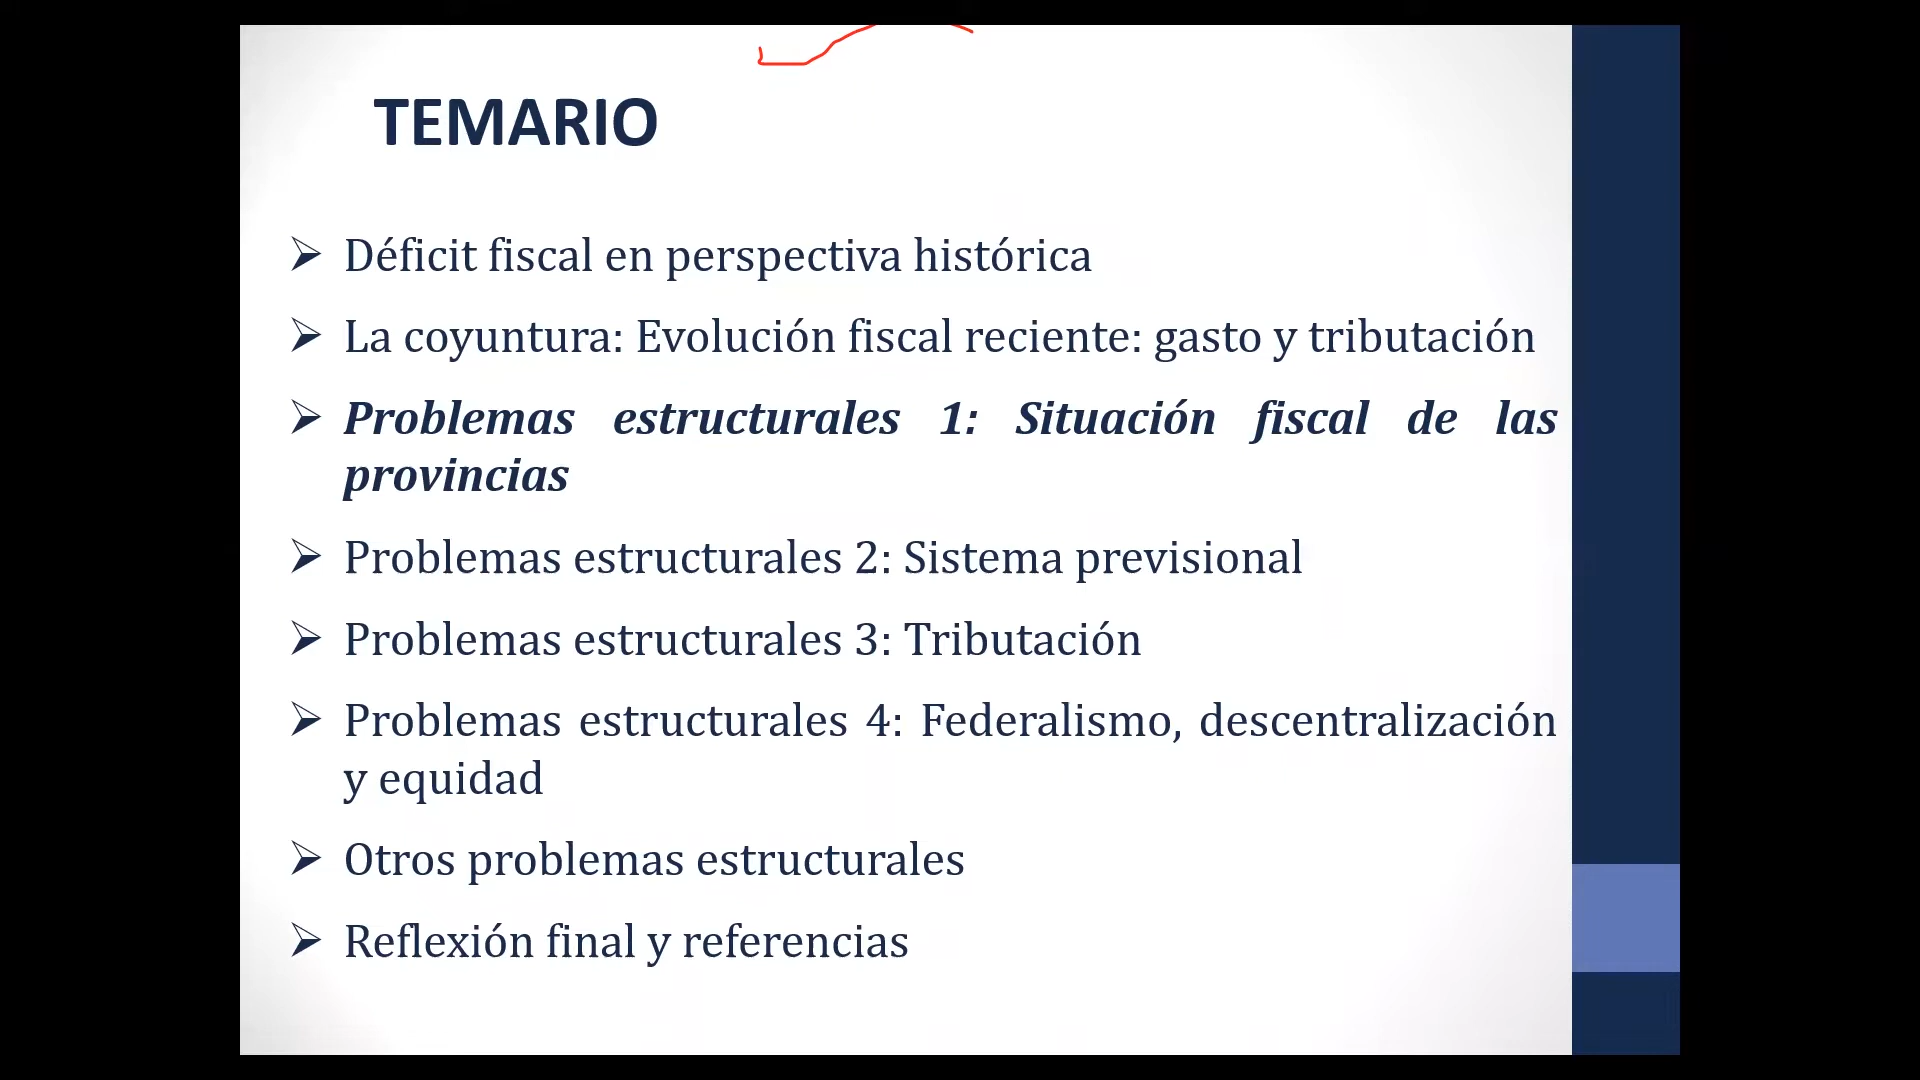 TEMARIO
Déficit fiscal en perspectiva histórica
La coyuntura: Evolución fiscal reciente: gasto y tributación
Problemas estructurales 1: Situación fiscal de las
provincias
Problemas estructurales 2: Sistema previsional
Problemas estructurales 3: Tributación
Problemas estructurales 4: Federalismo, descentralización
y equidad
Otros problemas estructurales
Reflexión final y referencias